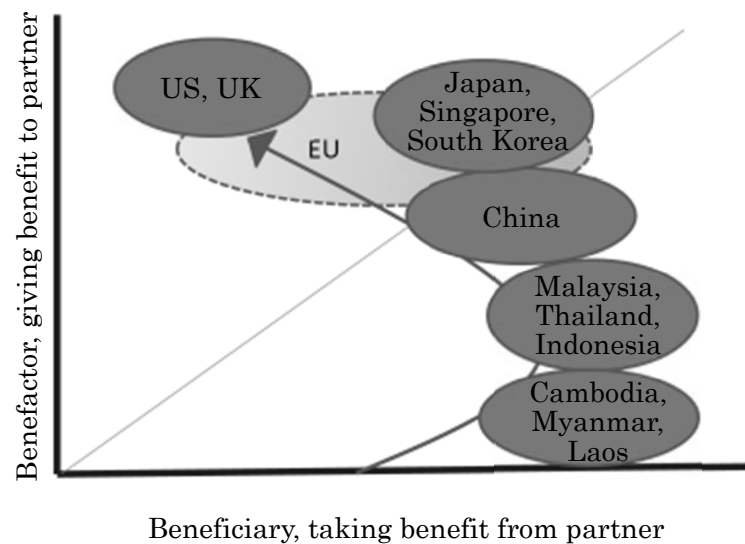 Benefactor, giving benefit to partner
US, UK
EU
Japan,
Singapore,
South Korea
China
Malaysia,
Thailand,
Indonesia
Cambodia,
Myanmar,
Laos
Beneficiary, taking benefit from partner